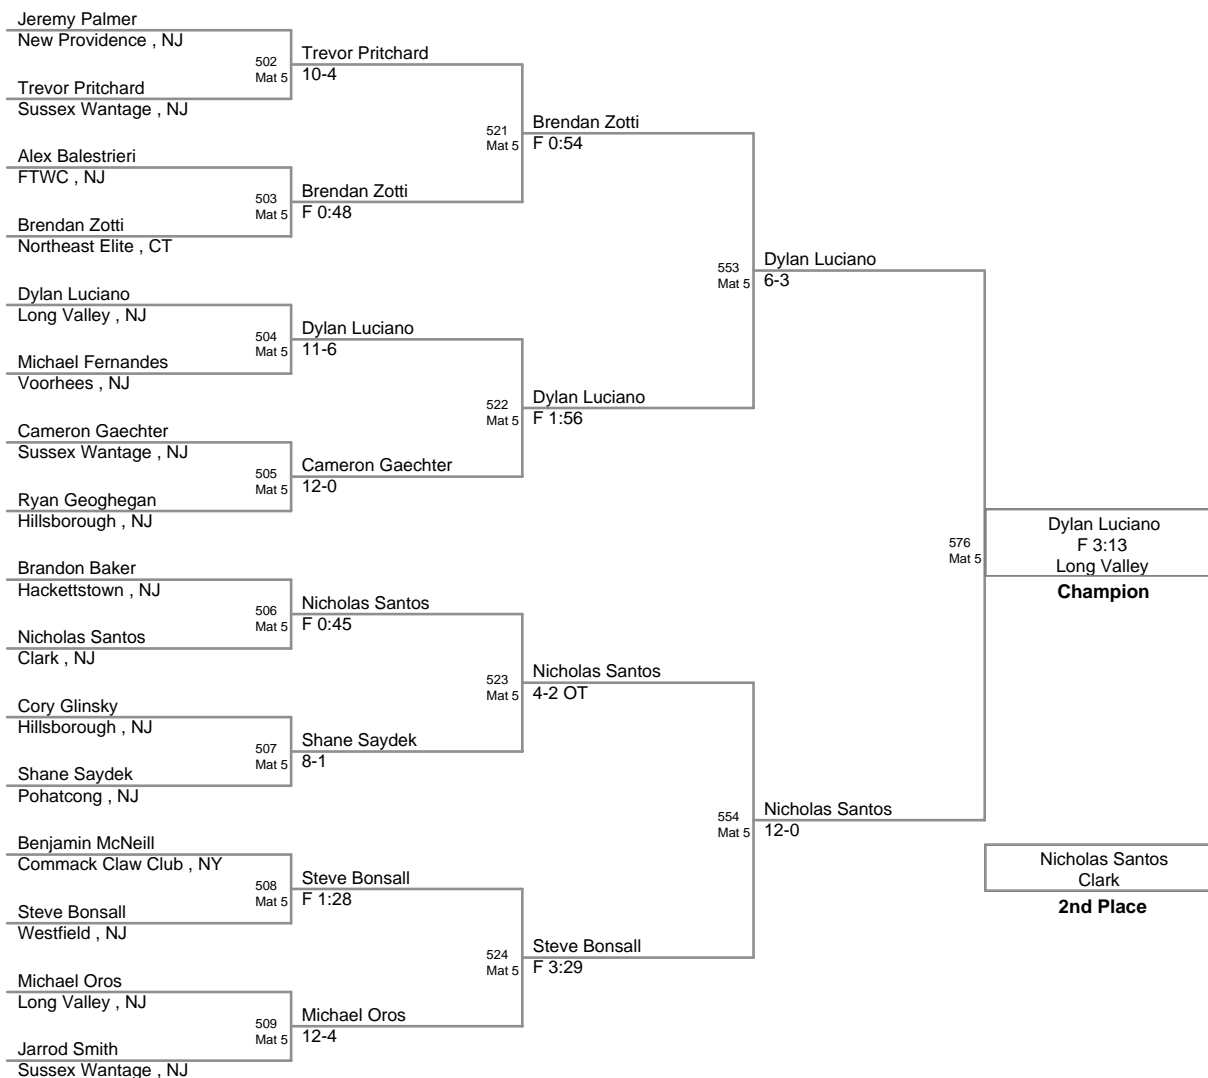 Jeremy Palmer
New Providence , NJ
502
Mat 5
Trevor Pritchard
10-4
Trevor Pritchard
Sussex Wantage , NJ
521
Mat 5
Brendan Zotti
F 0:54
Alex Balestrieri
FTWC , NJ
503
Mat 5
Brendan Zotti
F 0:48
Brendan Zotti
Northeast Elite , CT
553
Mat 5
Dylan Luciano
6-3
Dylan Luciano
Long Valley , NJ
504
Mat 5
Dylan Luciano
11-6
Michael Fernandes
Voorhees , NJ
522
Mat 5
Dylan Luciano
F 1:56
Cameron Gaechter
Sussex Wantage , NJ
505
Mat 5
Cameron Gaechter
12-0
Ryan Geoghegan
Hillsborough , NJ
576
Mat 5
Dylan Luciano
F 3:13
Long Valley
Champion
Brandon Baker
Hackettstown , NJ
506
Mat 5
Nicholas Santos
F 0:45
Nicholas Santos
Clark , NJ
523
Mat 5
Nicholas Santos
4-2 OT
Cory Glinsky
Hillsborough , NJ
507
Mat 5
Shane Saydek
8-1
Shane Saydek
Pohatcong , NJ
554
Mat 5
Nicholas Santos
12-0
Benjamin McNeill
Commack Claw Club , NY
508
Mat 5
Steve Bonsall
F 1:28
Nicholas Santos
Clark
2nd Place
Steve Bonsall
Westfield , NJ
524
Mat 5
Steve Bonsall
F 3:29
Michael Oros
Long Valley , NJ
509
Mat 5
Michael Oros
12-4
Jarrod Smith
Sussex Wantage , NJ